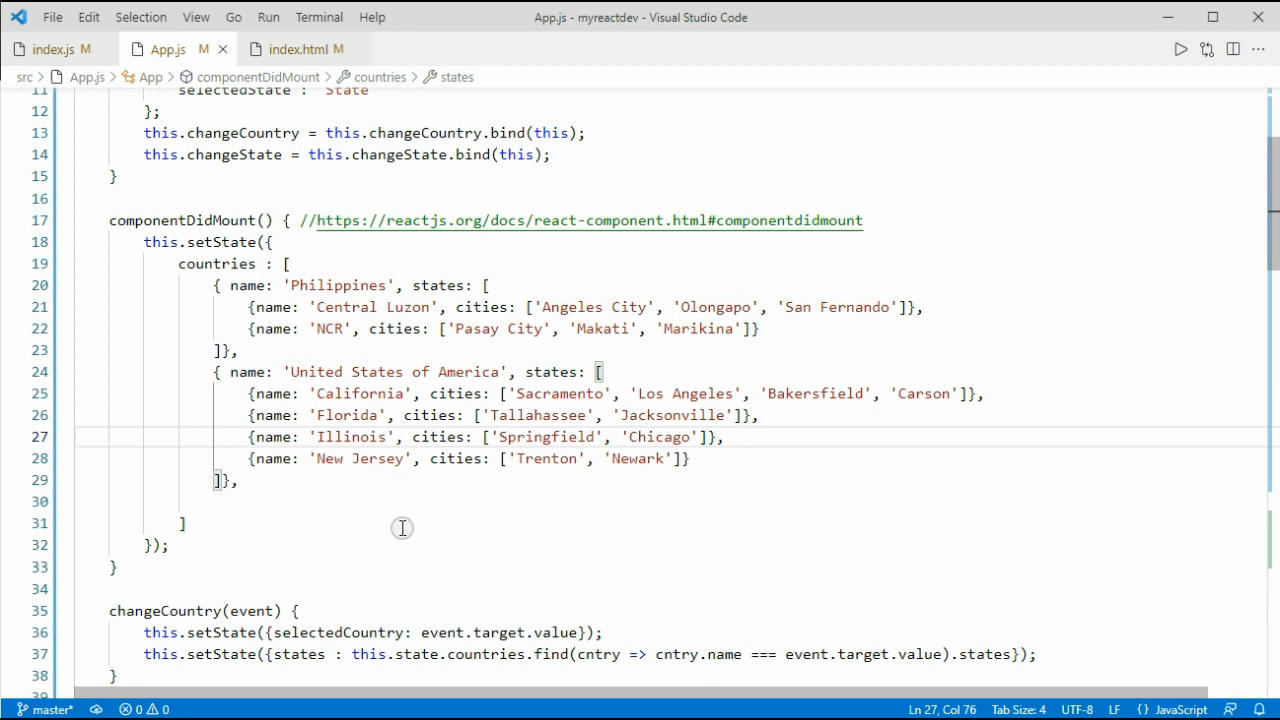 File Edit Selection View Go Run Terminal Help App.js - myreactdev - Visual Studio Code
index.js M App.js M index.html M
src > App.js > App > componentDidMount > countries > states
11 selectedState : 'State'
12 };
13 this.changeCountry = this.changeCountry.bind(this);
14 this.changeState = this.changeState.bind(this);
15 }
16
17 componentDidMount() { //https://reactjs.org/docs/react-component.html#componentdidmount
18 this.setState({
19 countries : [
20 { name: 'Philippines', states: [
21 {name: 'Central Luzon', cities: ['Angeles City', 'Olongapo', 'San Fernando']},
22 {name: 'NCR', cities: ['Pasay City', 'Makati', 'Marikina']}
23 ]},
24 { name: 'United States of America', states: [
25 {name: 'California', cities: ['Sacramento', 'Los Angeles', 'Bakersfield', 'Carson']},
26 {name: 'Florida', cities: ['Tallahassee', 'Jacksonville']},
27 {name: 'Illinois', cities: ['Springfield', 'Chicago']},
28 {name: 'New Jersey', cities: ['Trenton', 'Newark']}
29 ]},
30
31 ]
32 });
33 }
34
35 changeCountry(event) {
36 this.setState({selectedCountry: event.target.value});
37 this.setState({states : this.state.countries.find(cntry => cntry.name === event.target.value).states});
38 }
39
master* 0 0 Ln 27, Col 76 Tab Size: 4 UTF-8 LF {} JavaScript